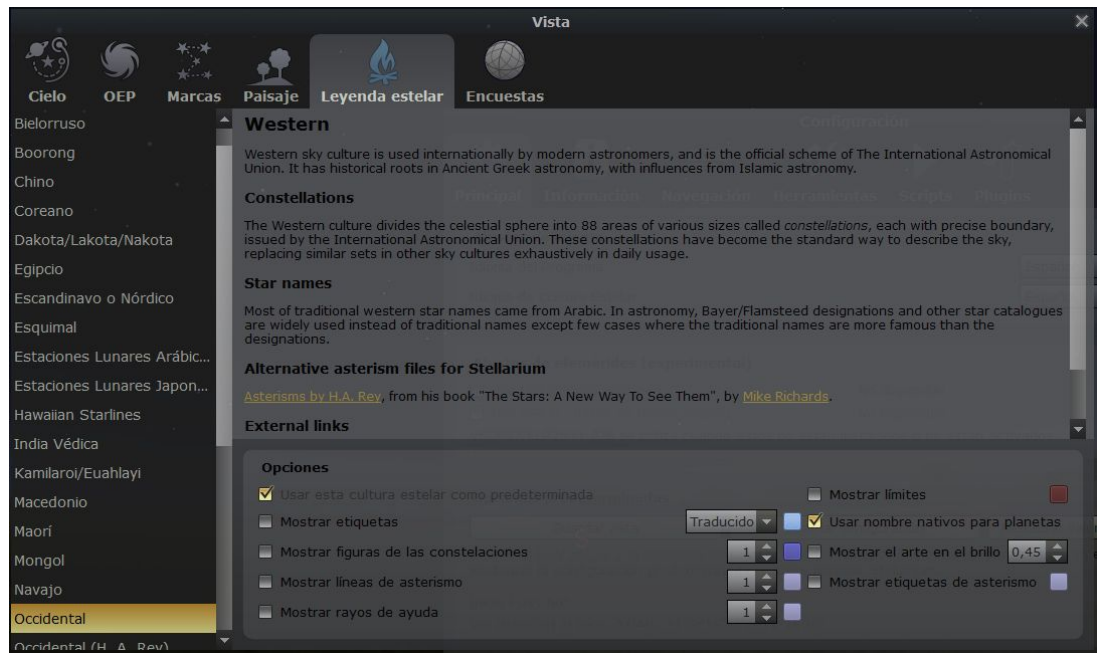 Vista
Cielo
OEP
Marcas
Paisaje
Leyenda estelar
Encuestas
Bielorruso
Boorong
Chino
Coreano
Dakota/Lakota/Nakota
Egipcio
Escandinavo o Nórdico
Esquimal
Estaciones Lunares Arábic...
Estaciones Lunares Japon...
Hawaiian Starlines
India Védica
Kamilaroi/Euahlayi
Macedonio
Maorí
Mongol
Navajo
Occidental
Occidental (H. A. Rey)
Western
Western sky culture is used internationally by modern astronomers, and is the official scheme of The International Astronomical
Union. It has historical roots in Ancient Greek astronomy, with influences from Islamic astronomy.
Constellations
The Western culture divides the celestial sphere into 88 areas of various sizes called constellations, each with precise boundary,
issued by the International Astronomical Union. These constellations have become the standard way to describe the sky,
replacing similar sets in other sky cultures exhaustively in daily usage.
Star names
Most of traditional western star names came from Arabic. In astronomy, Bayer/Flamsteed designations and other star catalogues
are widely used instead of traditional names except few cases where the traditional names are more famous than the
designations.
Alternative asterism files for Stellarium
Asterisms by H.A. Rey, from his book "The Stars: A New Way To See Them", by Mike Richards.
External links
Configuración
Principal Información Navegación Herramientas Scripts Plugins
Opciones
Usar esta cultura estelar como predeterminada
Mostrar límites
Mostrar etiquetas
Traducido
Usar nombre nativos para planetas
Mostrar figuras de las constelaciones
1
Mostrar el arte en el brillo
0,45
Mostrar líneas de asterismo
1
Mostrar etiquetas de asterismo
Mostrar rayos de ayuda
1